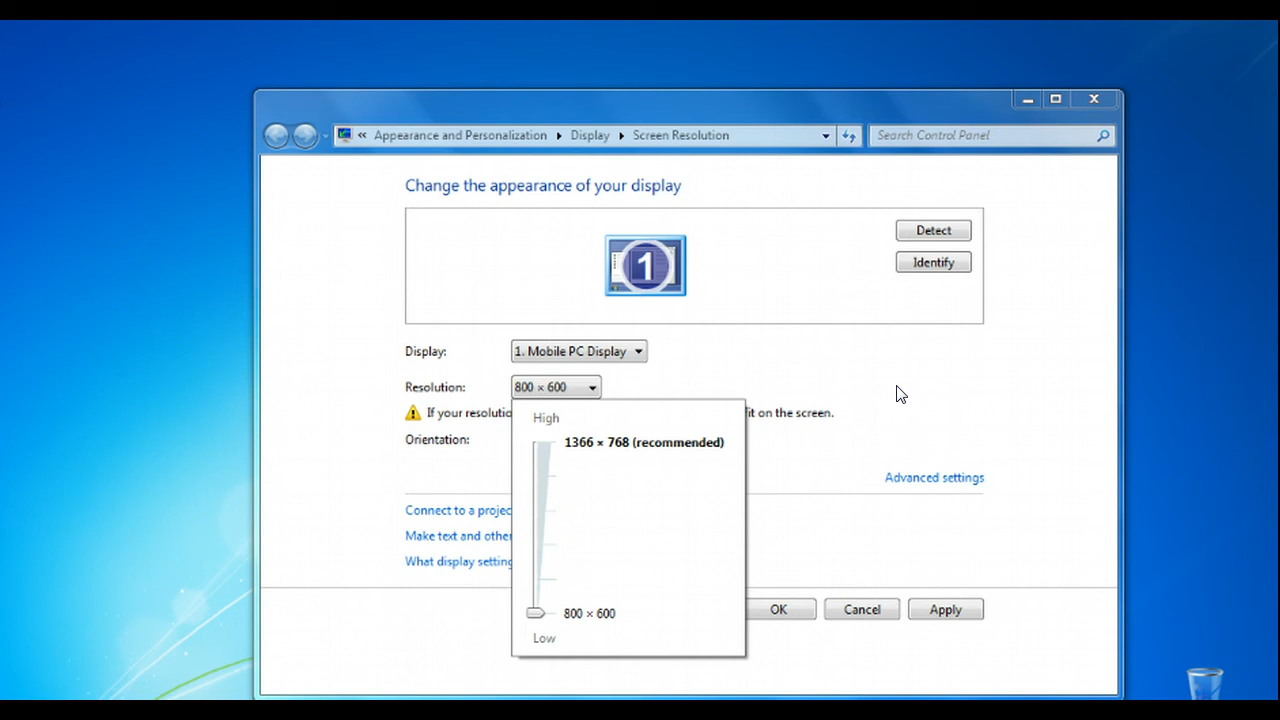 « Appearance and Personalization ▸ Display ▸ Screen Resolution
Search Control Panel
Change the appearance of your display
1
Detect
Identify
Display: 1. Mobile PC Display
Resolution: 800 × 600
If your resolutio
it on the screen.
High
Orientation:
1366 × 768 (recommended)
Advanced settings
Connect to a projec
Make text and other
What display setting
800 × 600
Low
OK Cancel Apply